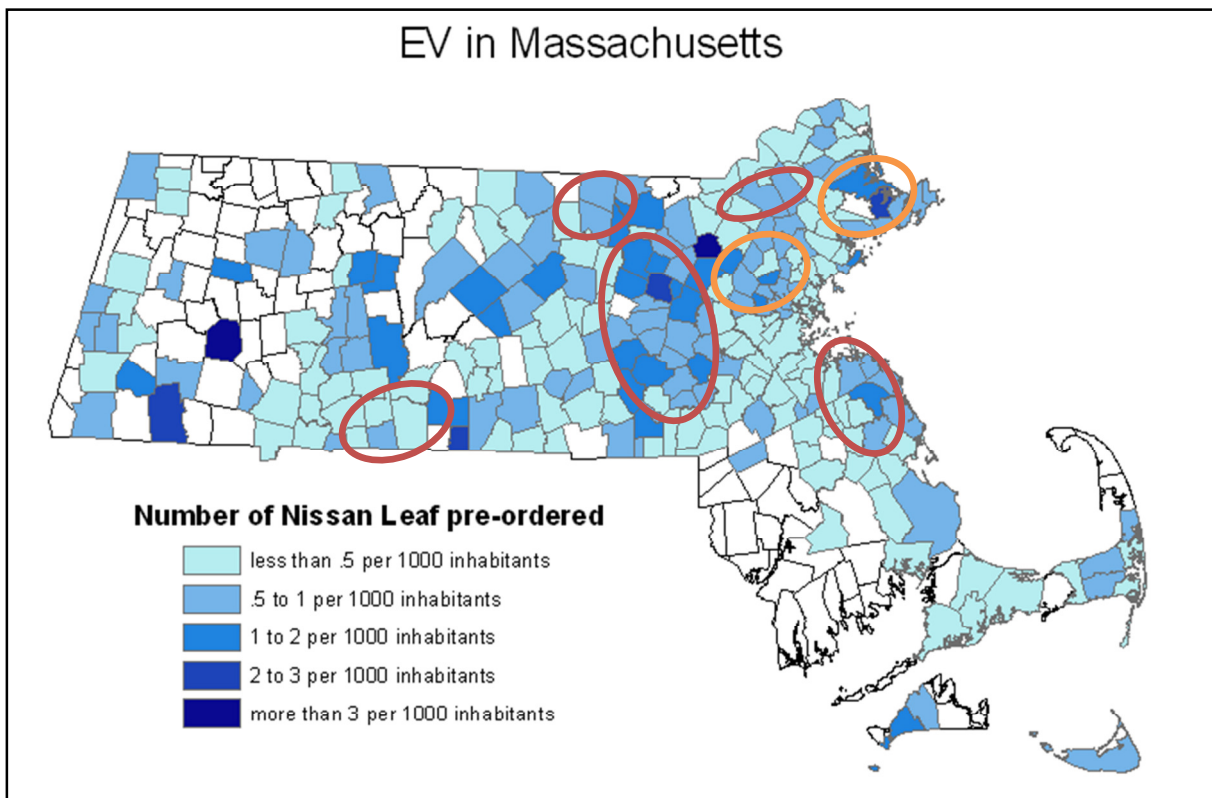 EV in Massachusetts
Number of Nissan Leaf pre-ordered
less than .5 per 1000 inhabitants
.5 to 1 per 1000 inhabitants
1 to 2 per 1000 inhabitants
2 to 3 per 1000 inhabitants
more than 3 per 1000 inhabitants